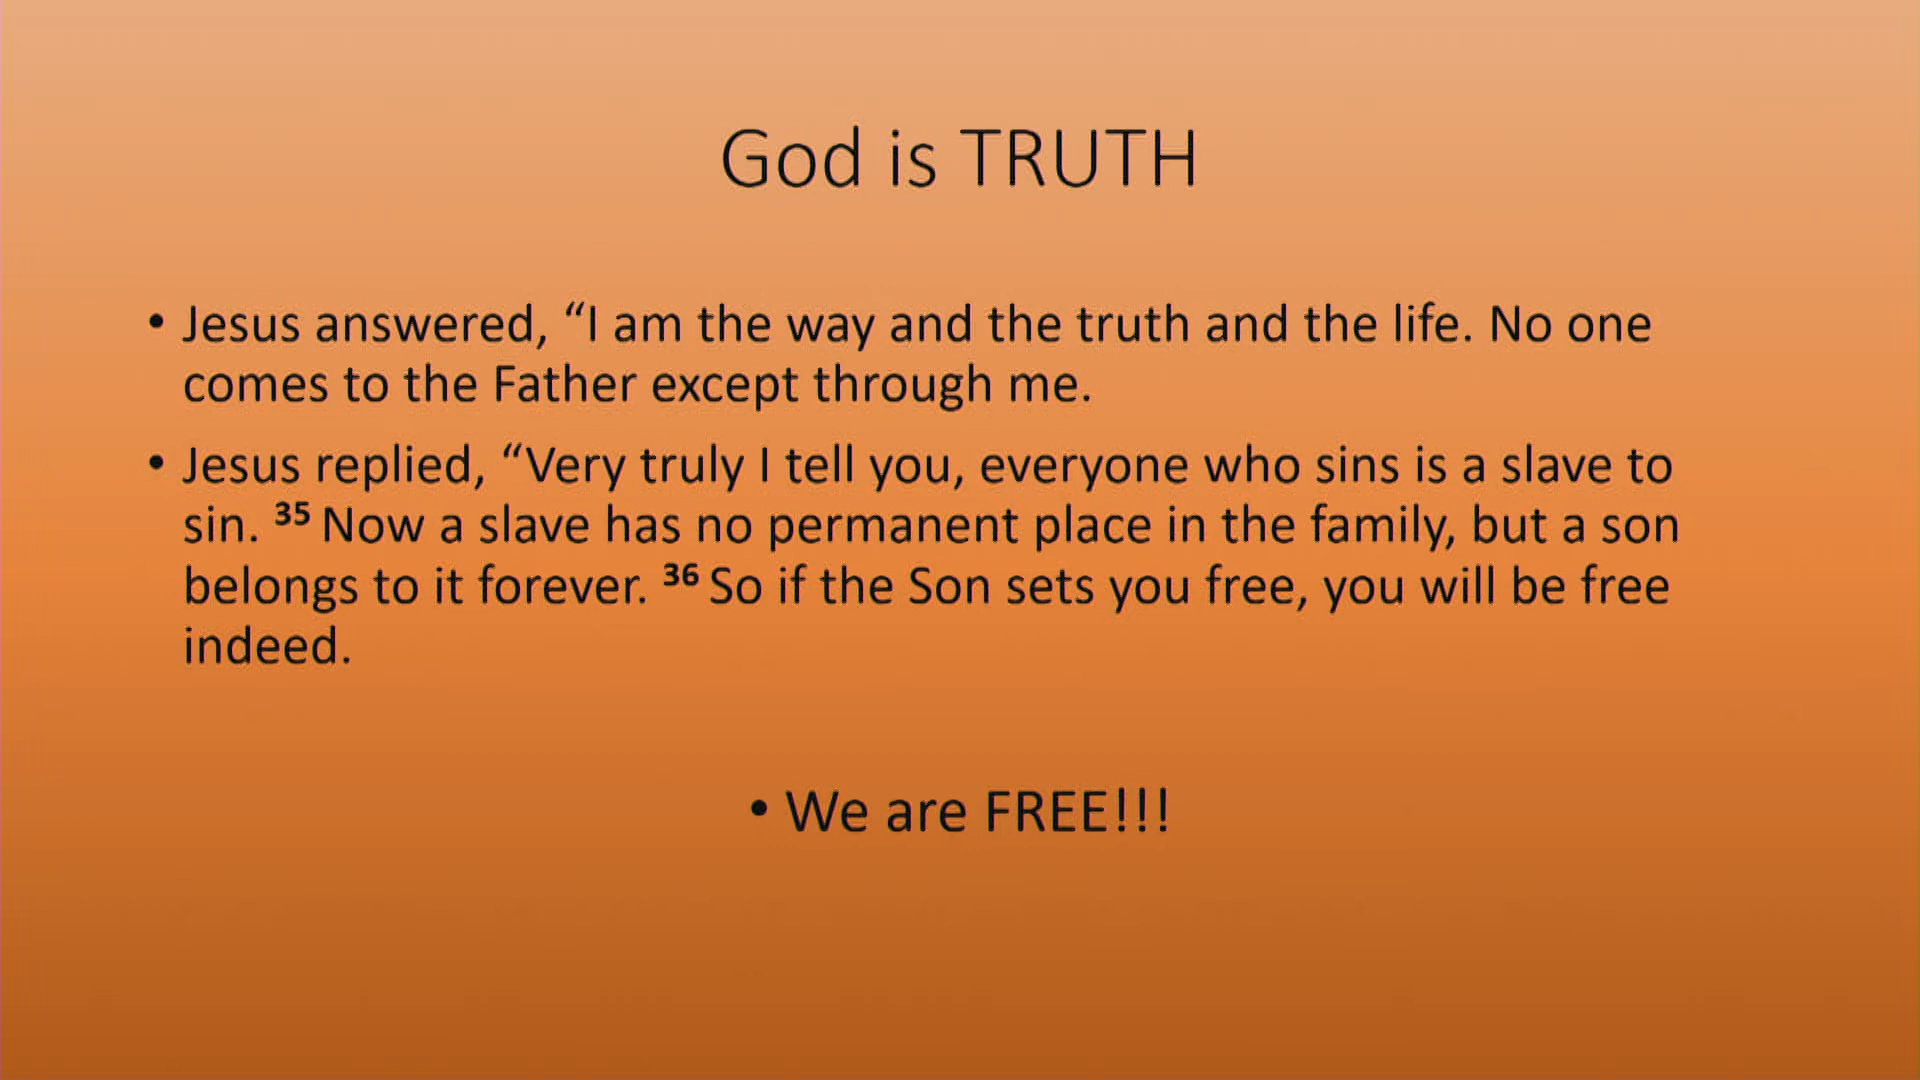 God is TRUTH
• Jesus answered, “I am the way and the truth and the life. No one
comes to the Father except through me.
• Jesus replied, “Very truly I tell you, everyone who sins is a slave to
sin. 35 Now a slave has no permanent place in the family, but a son
belongs to it forever. 36 So if the Son sets you free, you will be free
indeed.
• We are FREE!!!